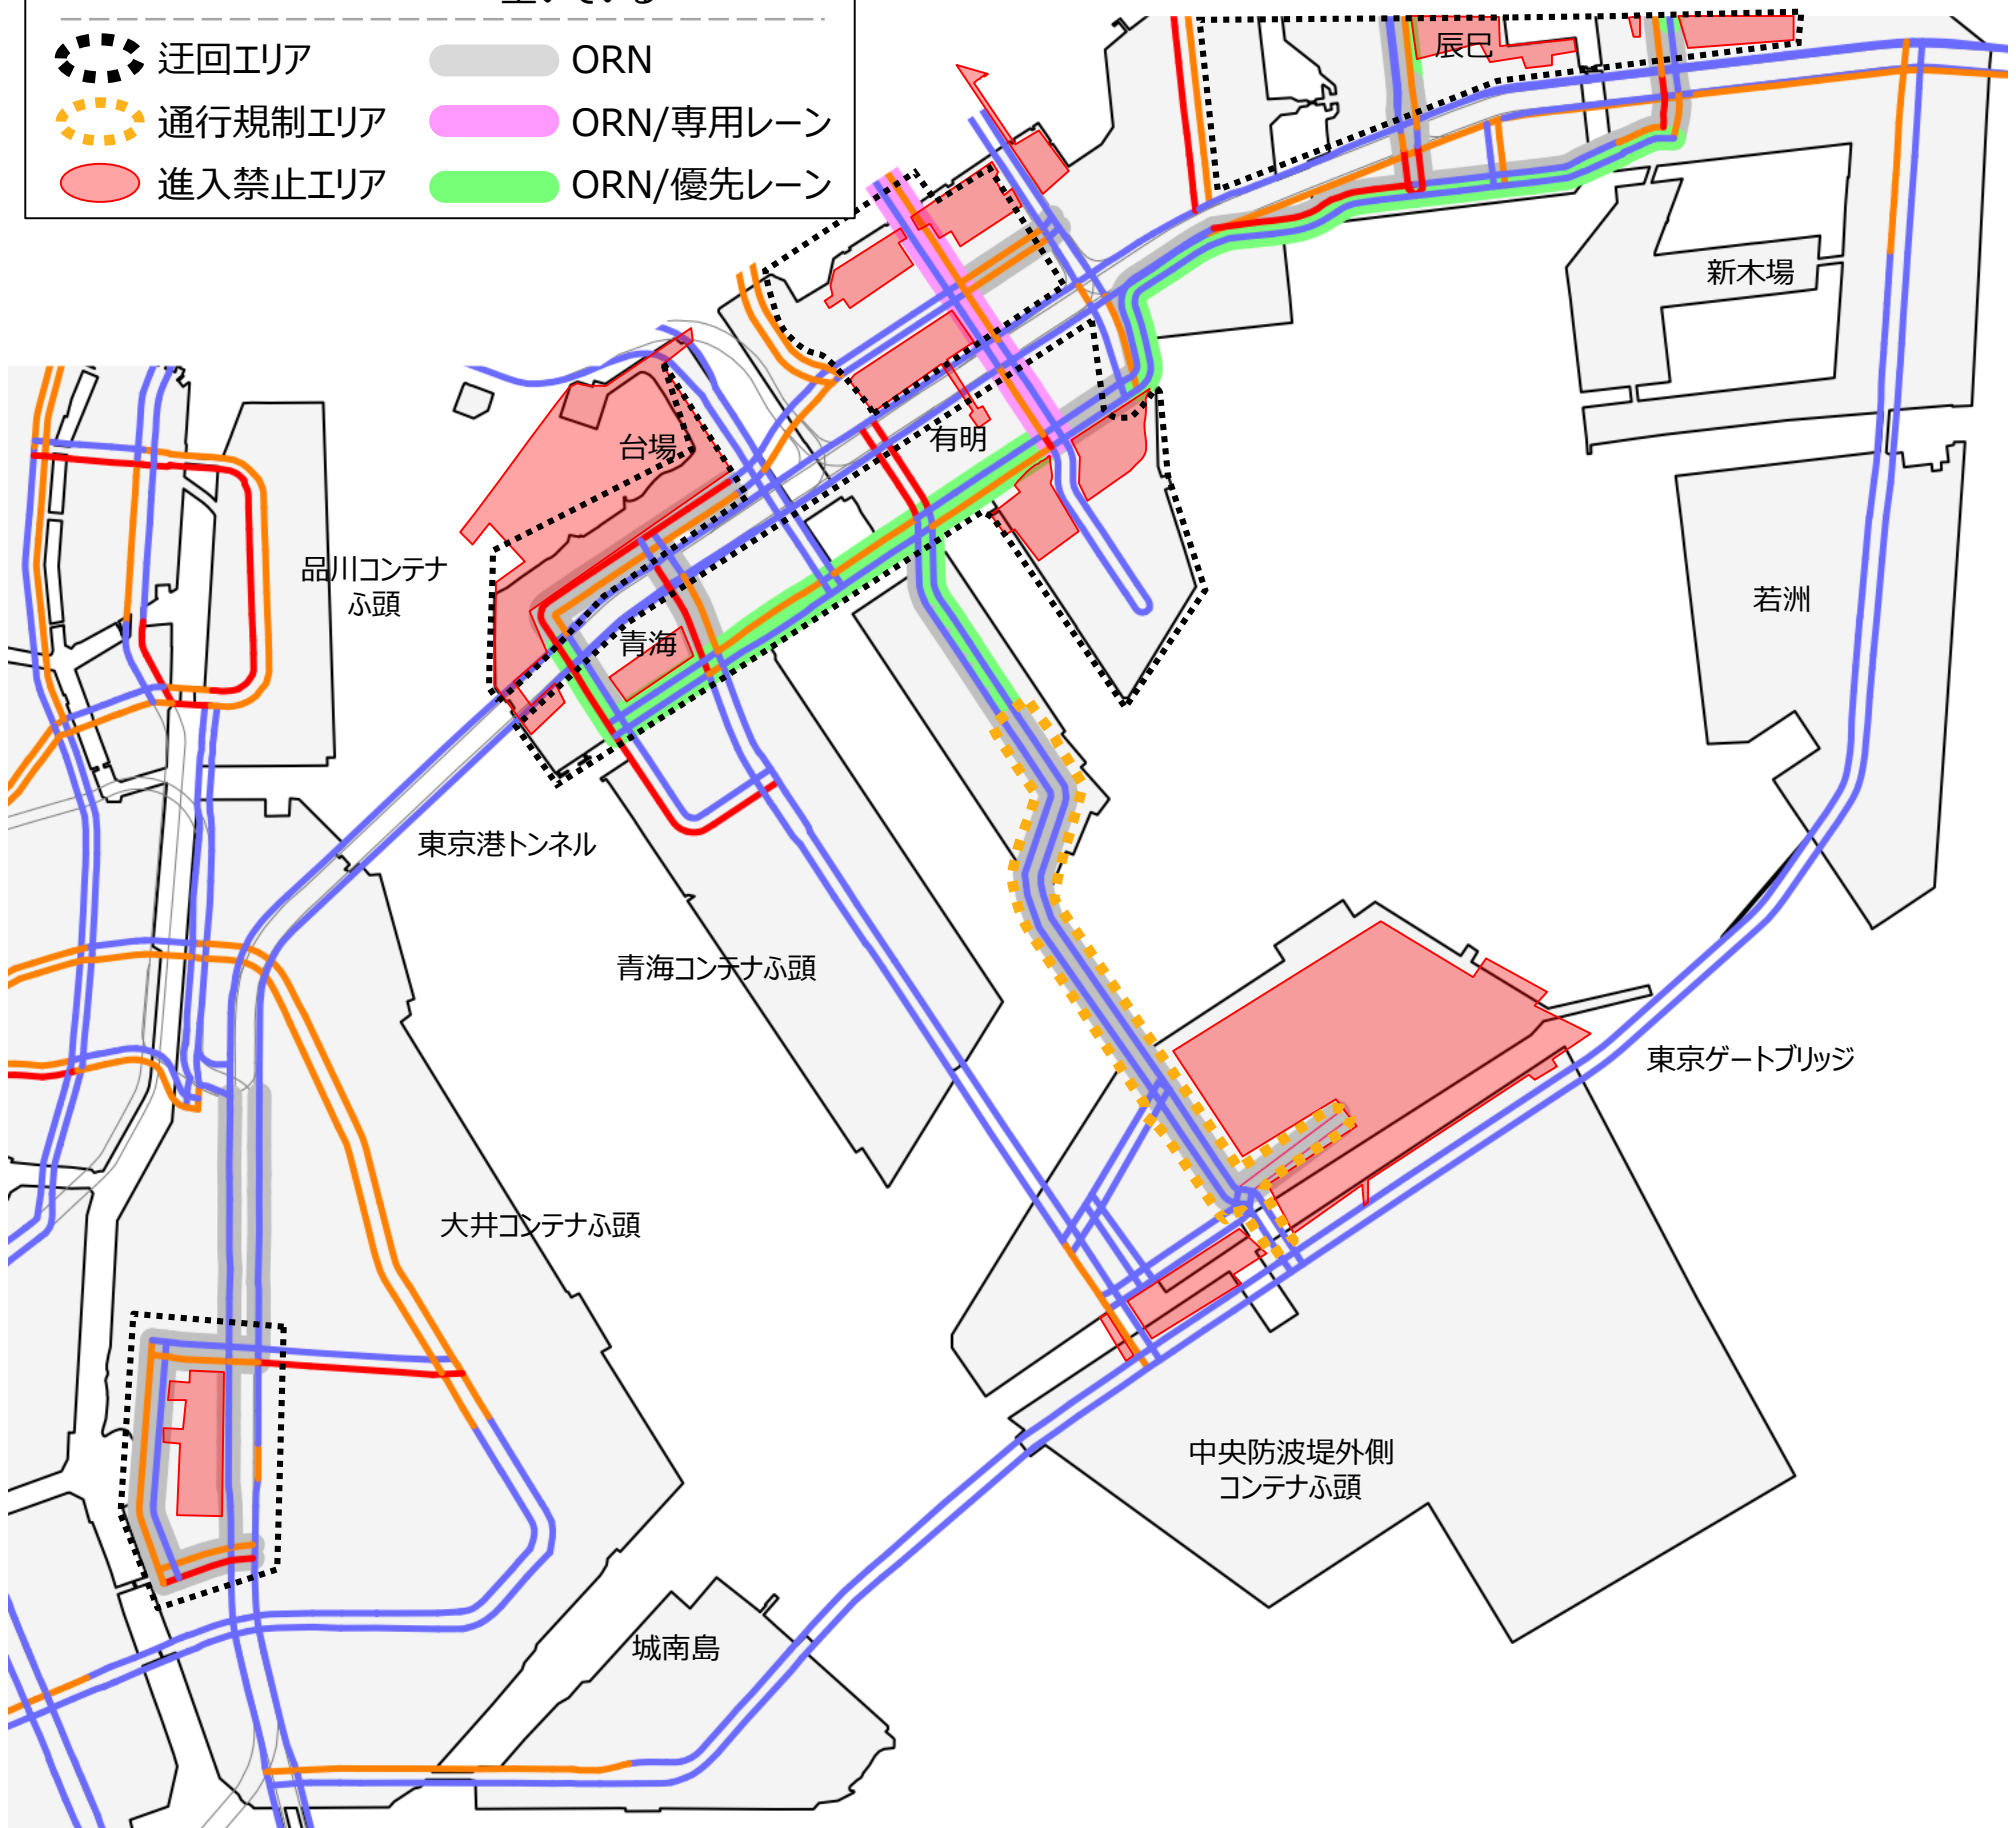 空いている
迂回エリア
ORN
通行規制エリア
ORN/専用レーン
進入禁止エリア
ORN/優先レーン
辰巳
新木場
台場
有明
品川コンテナ
ふ頭
青海
若洲
東京港トンネル
青海コンテナふ頭
東京ゲートブリッジ
大井コンテナふ頭
中央防波堤外側
コンテナふ頭
城南島